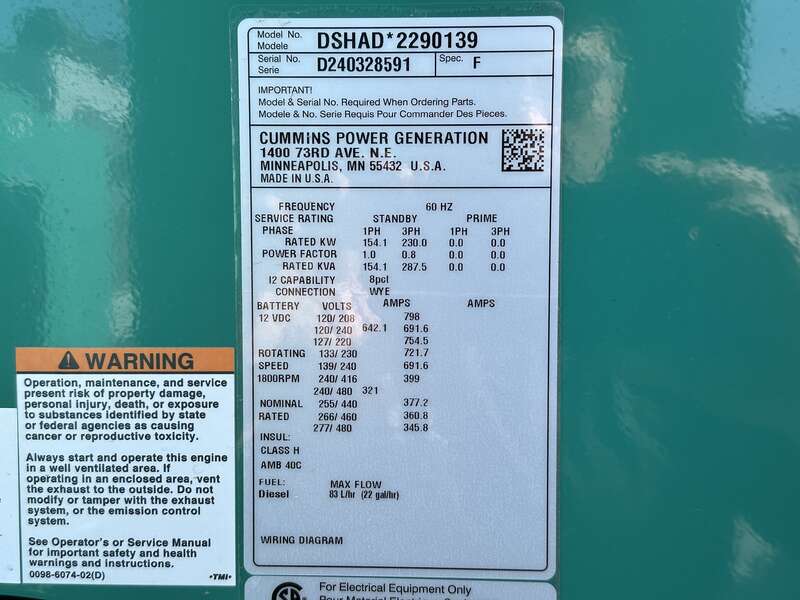 Model No.
Modele
DSHAD*2290139
Serial No.
Serie
D240328591
Spec. F
IMPORTANT!
Model & Serial No. Required When Ordering Parts.
Modele & No. Serie Requis Pour Commander Des Pieces.
CUMMINS POWER GENERATION
1400 73RD AVE. N.E.
MINNEAPOLIS, MN 55432 U.S.A.
MADE IN U.S.A.
FREQUENCY 60 HZ
SERVICE RATING STANDBY PRIME
PHASE 1PH 3PH 1PH 3PH
RATED KW 154.1 230.0 0.0 0.0
POWER FACTOR 1.0 0.8 0.0 0.0
RATED KVA 154.1 287.5 0.0 0.0
I2 CAPABILITY 8pct
CONNECTION WYE
BATTERY VOLTS AMPS AMPS
12 VDC 120/ 208 798
120/ 240 642.1 691.6
127/ 220 754.5
ROTATING 133/ 230 721.7
SPEED 139/ 240 691.6
1800RPM 240/ 416 399
240/ 480 321
NOMINAL 255/ 440 377.2
RATED 266/ 460 360.8
277/ 480 345.8
INSUL:
CLASS H
AMB 40C
FUEL: MAX FLOW
Diesel 83 L/hr (22 gal/hr)
WIRING DIAGRAM
For Electrical Equipment Only
WARNING
Operation, maintenance, and service
present risk of property damage,
personal injury, death, or exposure
to substances identified by state
or federal agencies as causing
cancer or reproductive toxicity.
Always start and operate this engine
in a well ventilated area. If
operating in an enclosed area, vent
the exhaust to the outside. Do not
modify or tamper with the exhaust
system, or the emission control
system.
See Operator's or Service Manual
for important safety and health
warnings and instructions.
0098-6074-02(D) •TMI•